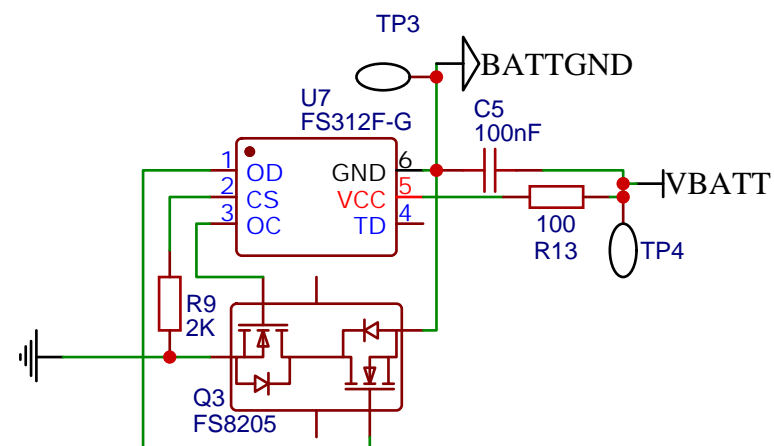 TP3
BATTGND
U7
FS312F-G
C5
100nF
1 OD GND 6
2 CS VCC 5
3 OC TD 4
VBATT
100
R13
TP4
R9
2K
Q3
FS8205